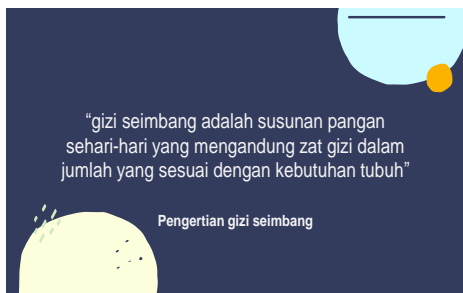 “gizi seimbang adalah susunan pangan
sehari-hari yang mengandung zat gizi dalam
jumlah yang sesuai dengan kebutuhan tubuh”
Pengertian gizi seimbang